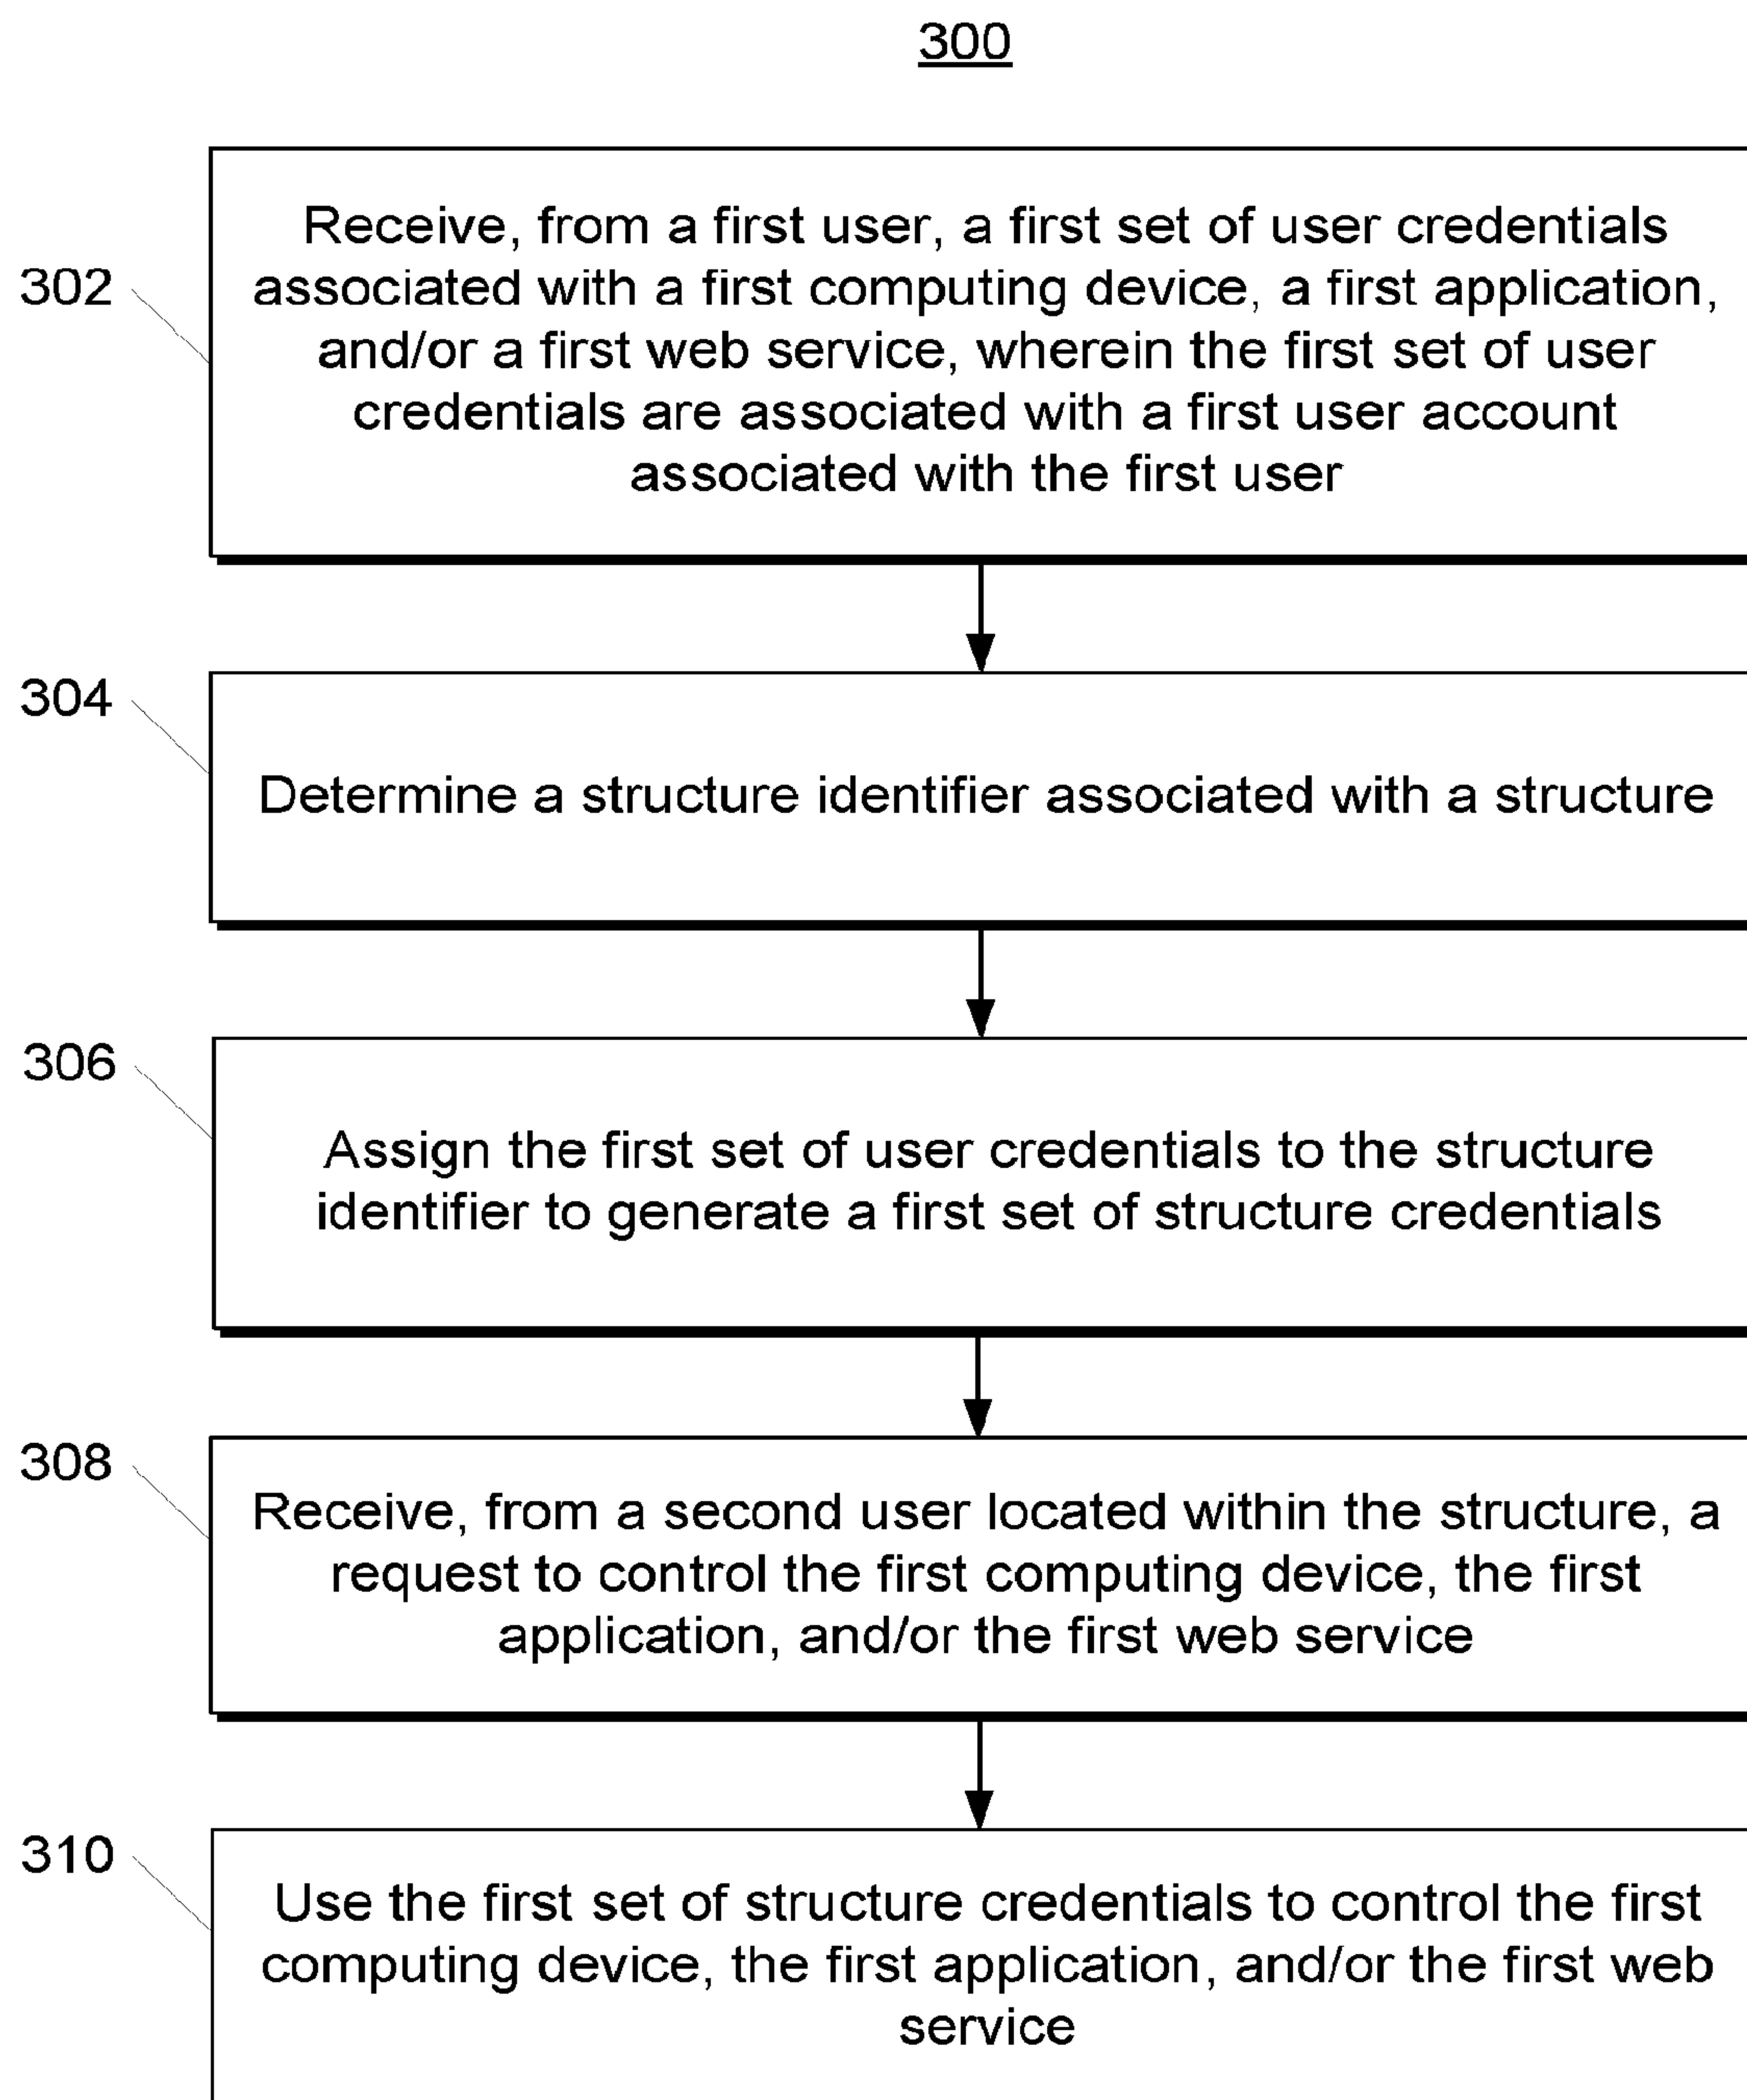 300
302
Receive, from a first user, a first set of user credentials
associated with a first computing device, a first application,
and/or a first web service, wherein the first set of user
credentials are associated with a first user account
associated with the first user
304
Determine a structure identifier associated with a structure
306
Assign the first set of user credentials to the structure
identifier to generate a first set of structure credentials
308
Receive, from a second user located within the structure, a
request to control the first computing device, the first
application, and/or the first web service
310
Use the first set of structure credentials to control the first
computing device, the first application, and/or the first web
service